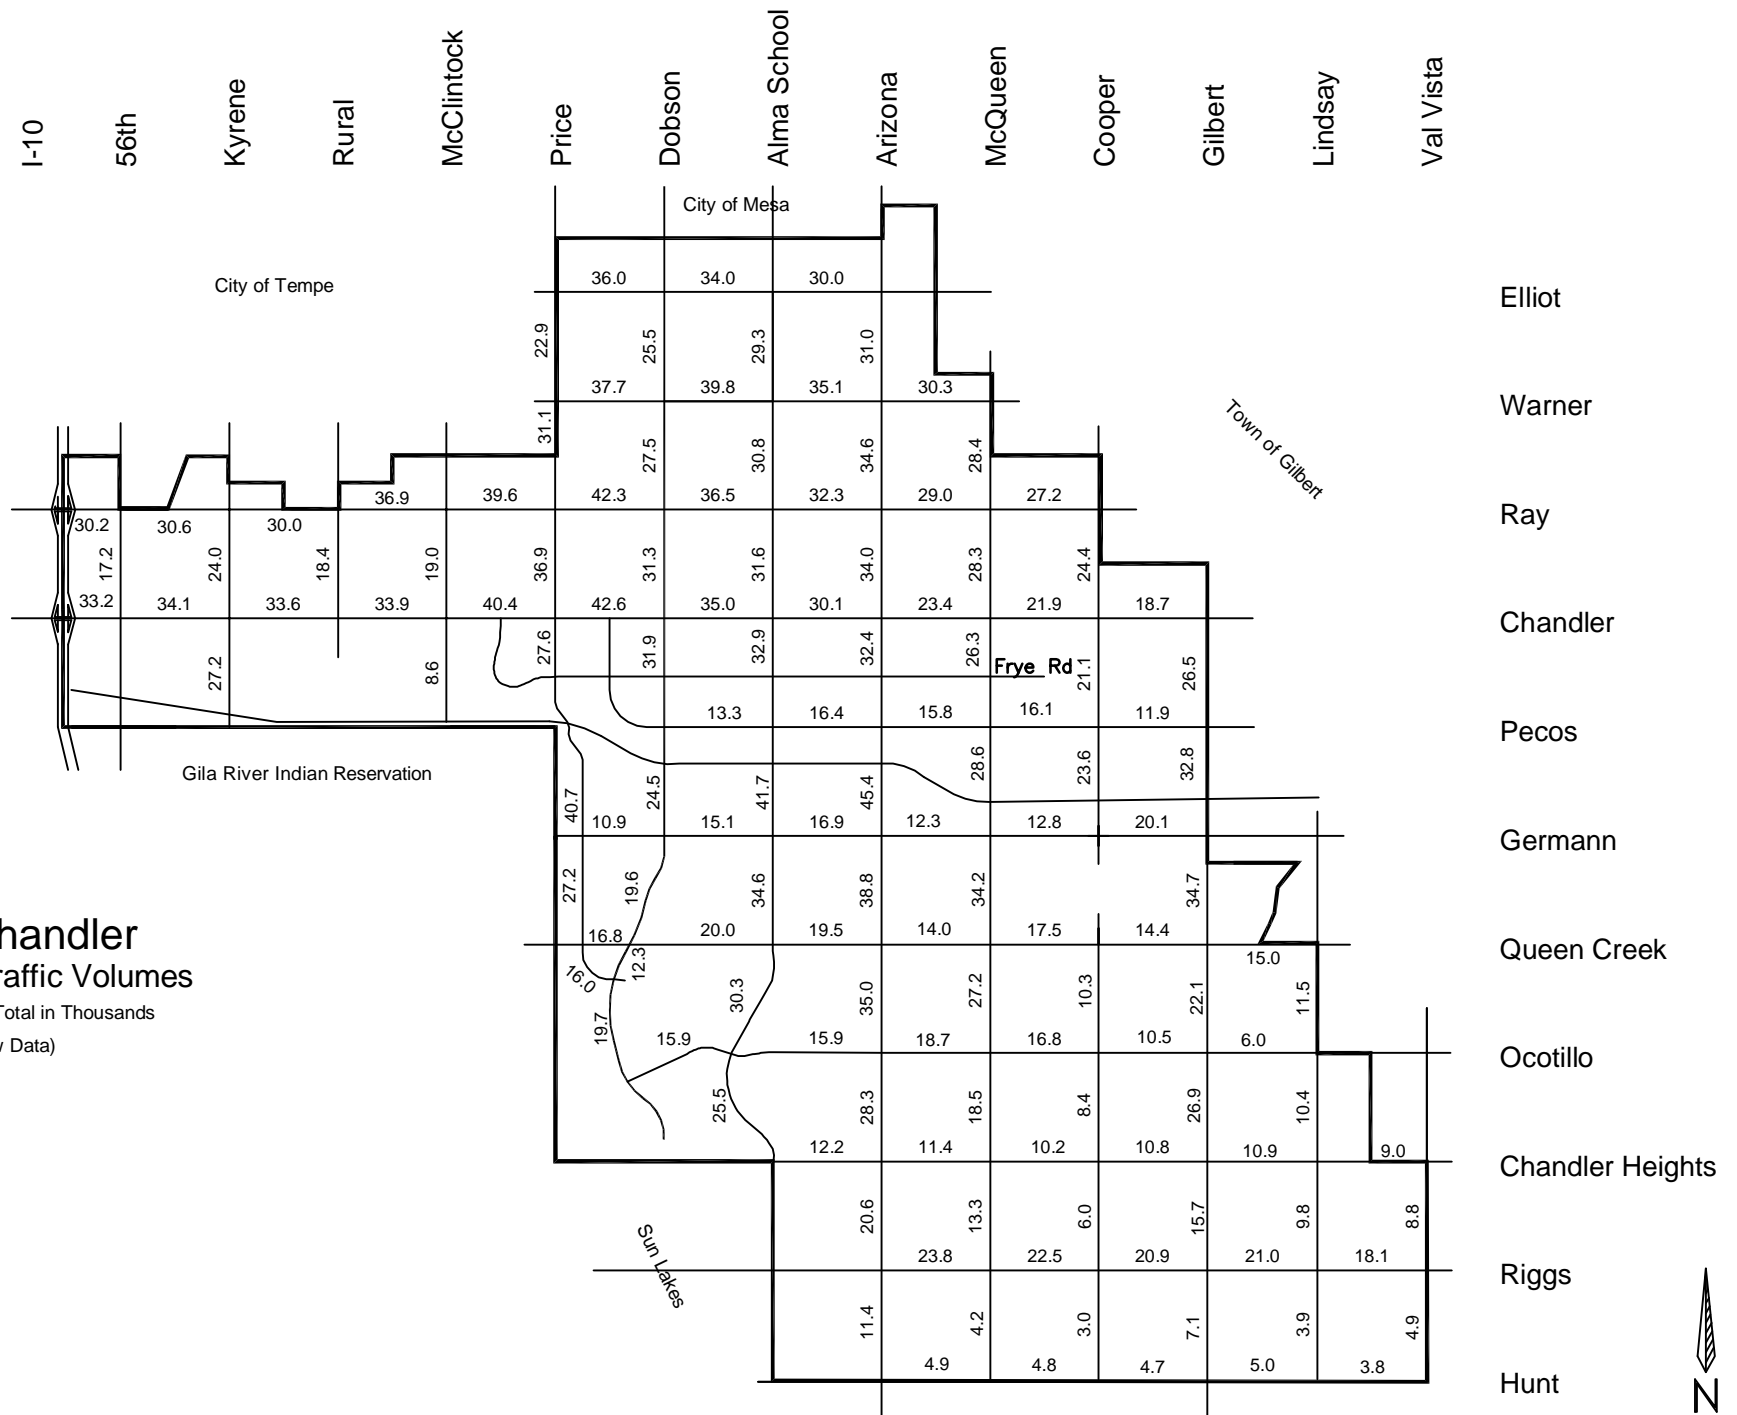 I-10 56th Kyrene Rural McClintock Price Dobson Alma School Arizona McQueen Cooper Gilbert Lindsay Val Vista
City of Mesa
City of Tempe
36.0 34.0 30.0
Elliot
22.9 25.5 29.3 31.0
37.7 39.8 35.1 30.3
Warner
Town of Gilbert
31.1 27.5 30.8 34.6 28.4
36.9 39.6 42.3 36.5 32.3 29.0 27.2
Ray
30.2 30.6 30.0
17.2 24.0 18.4 19.0 36.9 31.3 31.6 34.0 28.3 24.4
33.2 34.1 33.6 33.9 40.4 42.6 35.0 30.1 23.4 21.9 18.7
Chandler
27.2 8.6 27.6 31.9 32.9 32.4 26.3 21.1 26.5
Frye Rd
13.3 16.4 15.8 16.1 11.9
Pecos
Gila River Indian Reservation
40.7 24.5 41.7 45.4 28.6 23.6 32.8
10.9 15.1 16.9 12.3 12.8 20.1
Germann
27.2 19.6 34.6 38.8 34.2 34.7
16.8 20.0 19.5 14.0 17.5 14.4
Queen Creek
15.0
handler
raffic Volumes
Total in Thousands
w Data)
16.0 12.3 30.3 35.0 27.2 10.3 22.1 11.5
19.7
15.9 15.9 18.7 16.8 10.5 6.0
Ocotillo
25.5 28.3 18.5 8.4 26.9 10.4
12.2 11.4 10.2 10.8 10.9 9.0
Chandler Heights
20.6 13.3 6.0 15.7 9.8 8.8
Sun Lakes
23.8 22.5 20.9 21.0 18.1
Riggs
11.4 4.2 3.0 7.1 3.9 4.9
4.9 4.8 4.7 5.0 3.8
Hunt
N